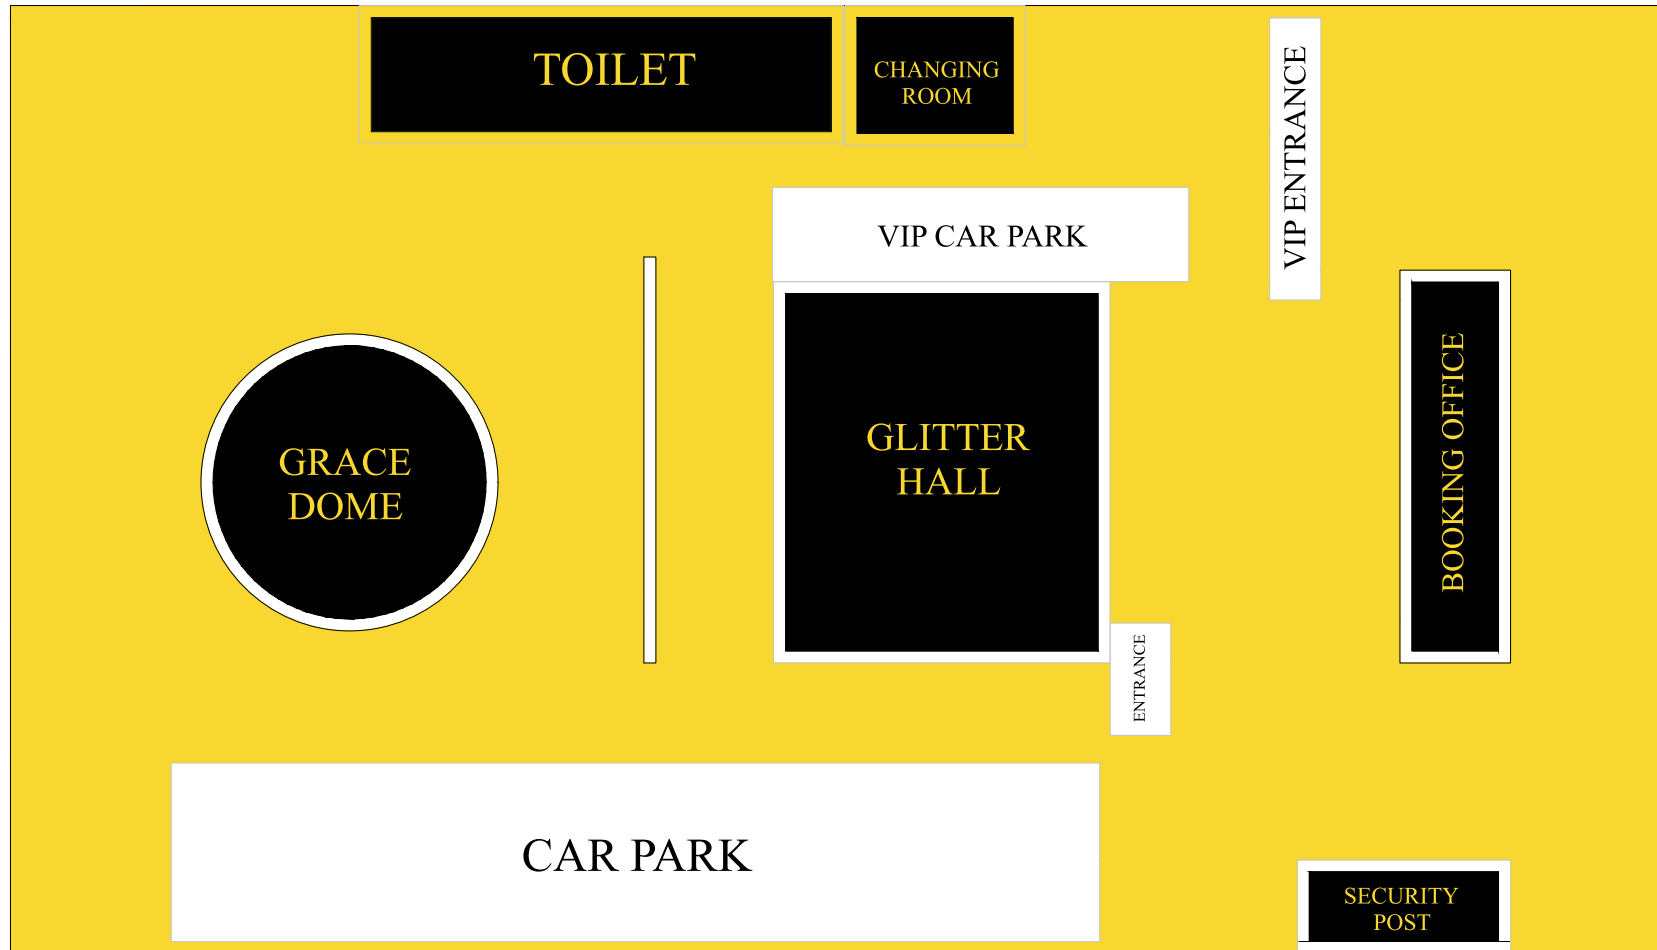 TOILET
CHANGING
ROOM
VIP ENTRANCE
VIP CAR PARK
GRACE
DOME
GLITTER
HALL
BOOKING OFFICE
ENTRANCE
CAR PARK
SECURITY
POST